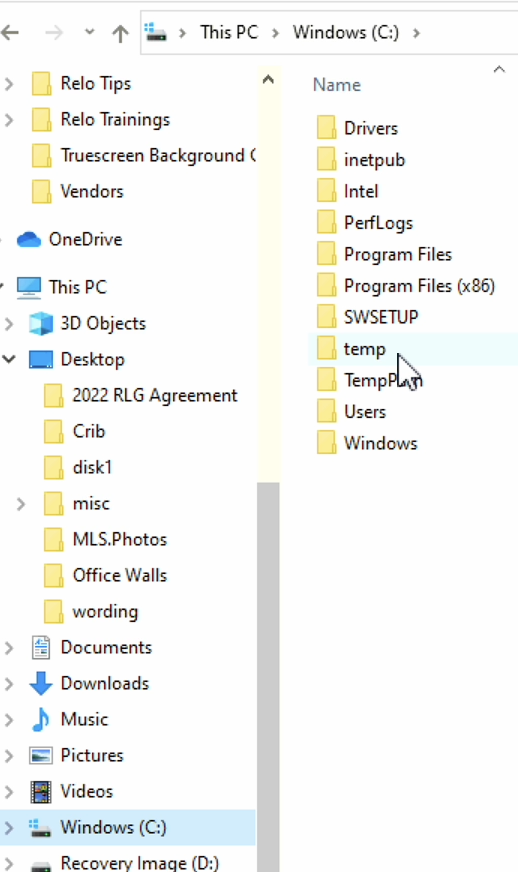 This PC > Windows (C:) >
Relo Tips
Relo Trainings
Truescreen Background
Vendors
OneDrive
This PC
3D Objects
Desktop
2022 RLG Agreement
Crib
disk1
misc
MLS.Photos
Office Walls
wording
Documents
Downloads
Music
Pictures
Videos
Windows (C:)
Recovery Image (D:)
Name
Drivers
inetpub
Intel
PerfLogs
Program Files
Program Files (x86)
SWSETUP
temp
Users
Windows